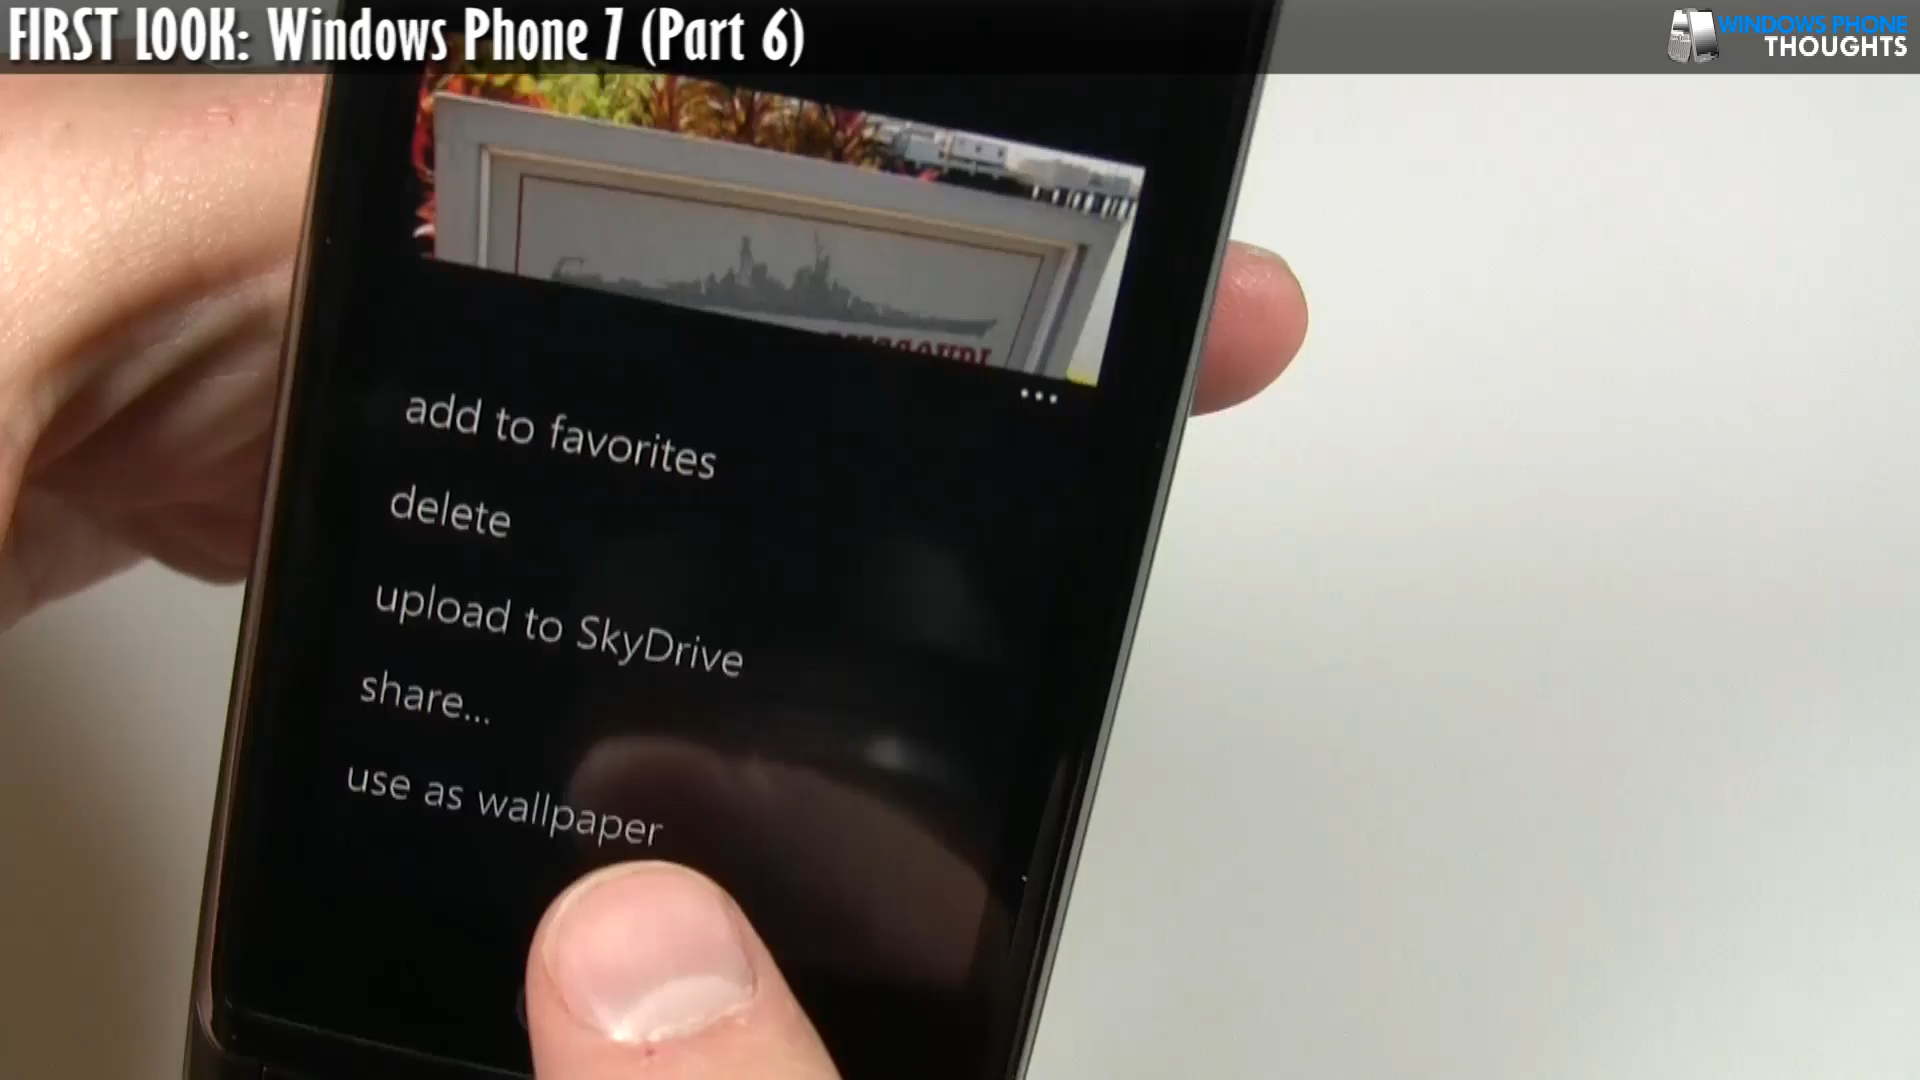 FIRST LOOK: Windows Phone 7 (Part 6)
WINDOWS PHONE
THOUGHTS
add to favorites
delete
upload to SkyDrive
share...
use as wallpaper